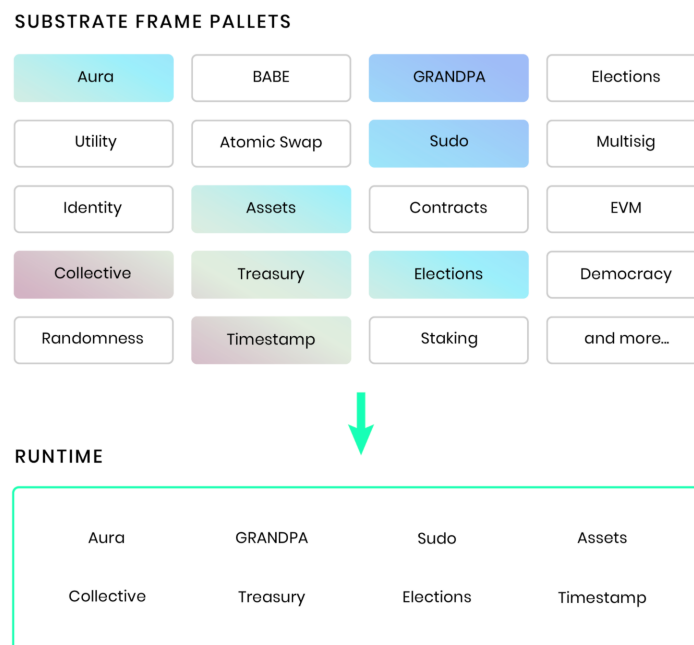 SUBSTRATE FRAME PALLETS
Aura BABE GRANDPA Elections
Utility Atomic Swap Sudo Multisig
Identity Assets Contracts EVM
Collective Treasury Elections Democracy
Randomness Timestamp Staking and more...
RUNTIME
Aura GRANDPA Sudo Assets
Collective Treasury Elections Timestamp